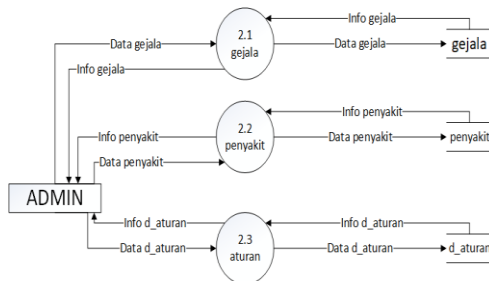 Info gejala
2.1
gejala
Data gejala
Data gejala
gejala
Info gejala
Info penyakit
2.2
penyakit
Info penyakit
Data penyakit
penyakit
Data penyakit
ADMIN
Info d_aturan
Info d_aturan
2.3
aturan
Data d_aturan
Data d_aturan
d_aturan